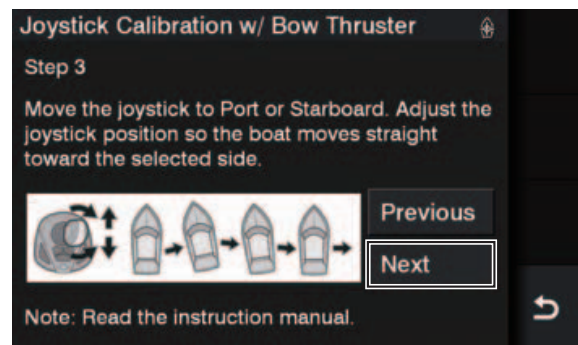 Joystick Calibration w/ Bow Thruster
Step 3
Move the joystick to Port or Starboard. Adjust the
joystick position so the boat moves straight
toward the selected side.
Previous
Next
Note: Read the instruction manual.